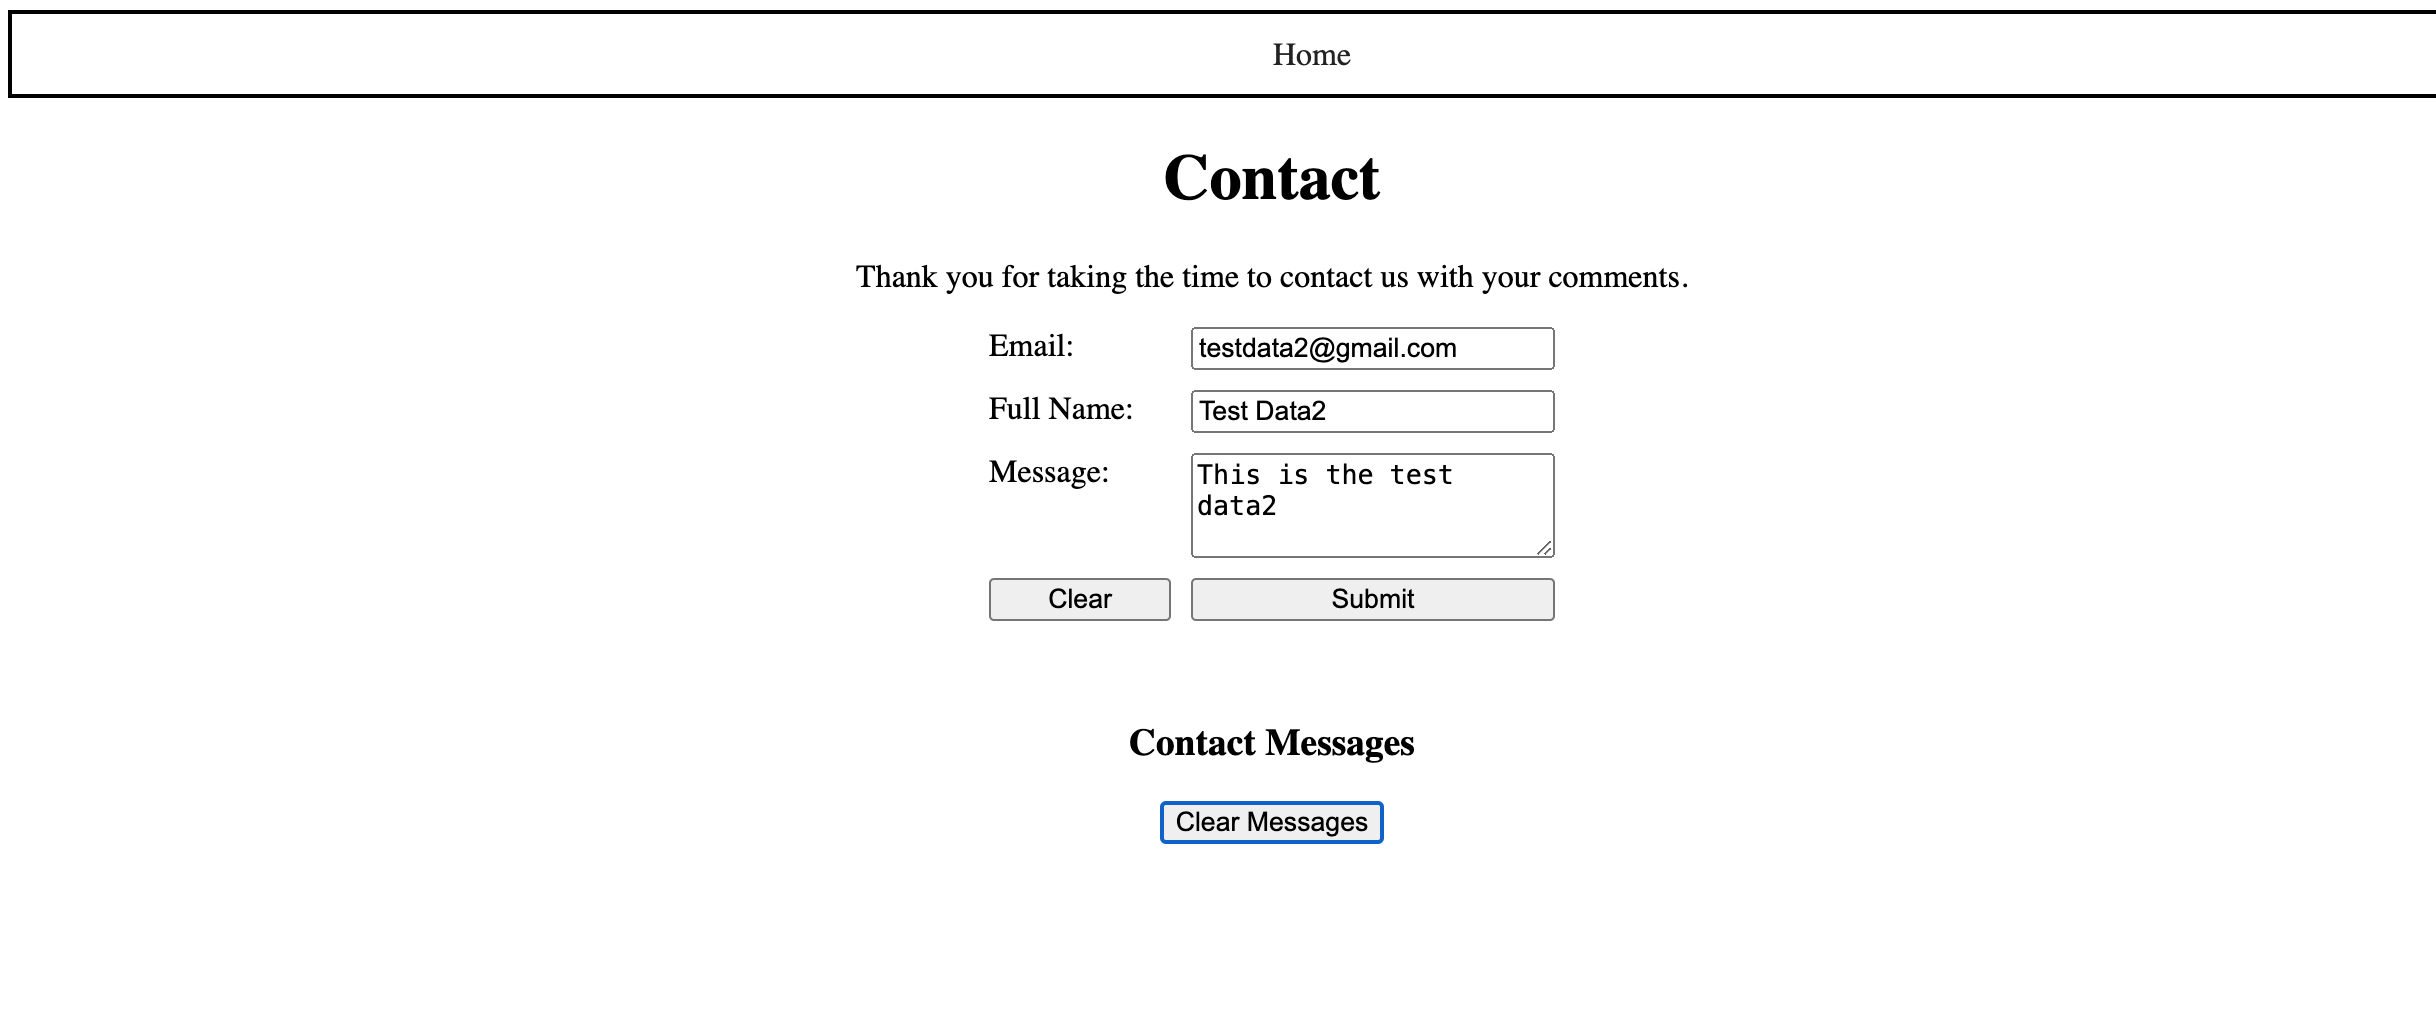 Home
Contact
Thank you for taking the time to contact us with your comments.
Email:
testdata2@gmail.com
Full Name:
Test Data2
Message:
This is the test
data2
Clear
Submit
Contact Messages
Clear Messages